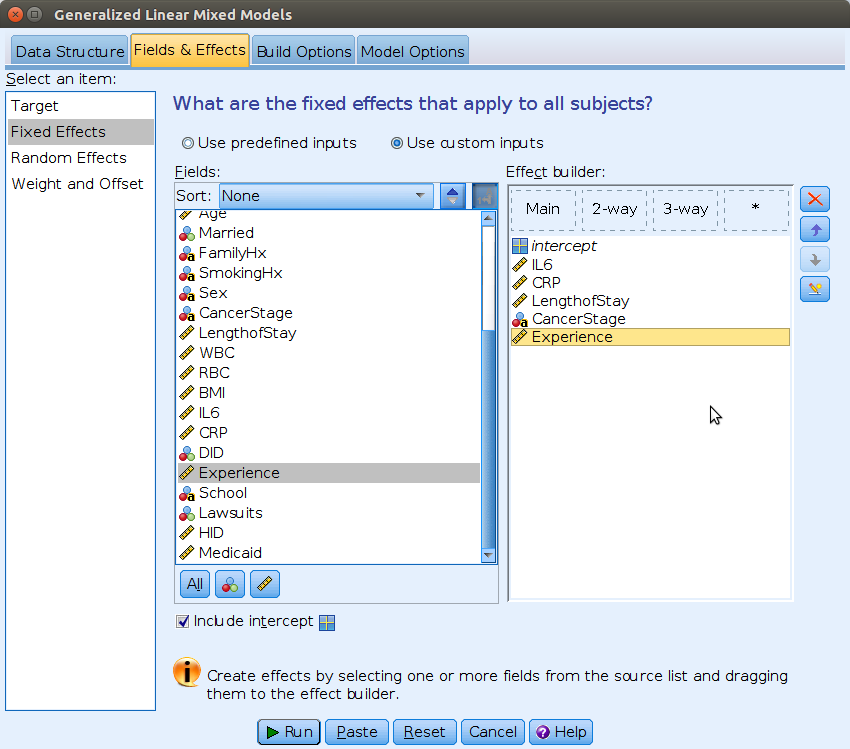 Generalized Linear Mixed Models
Data Structure Fields & Effects Build Options Model Options
Select an item:
Target
Fixed Effects
Random Effects
Weight and Offset
What are the fixed effects that apply to all subjects?
Use predefined inputs Use custom inputs
Fields:
Sort: None
Age
Married
FamilyHx
SmokingHx
Sex
CancerStage
LengthofStay
WBC
RBC
BMI
IL6
CRP
DID
Experience
School
Lawsuits
HID
Medicaid
All
Include intercept
Effect builder:
Main 2-way 3-way *
intercept
IL6
CRP
LengthofStay
CancerStage
Experience
Create effects by selecting one or more fields from the source list and dragging
them to the effect builder.
Run Paste Reset Cancel Help